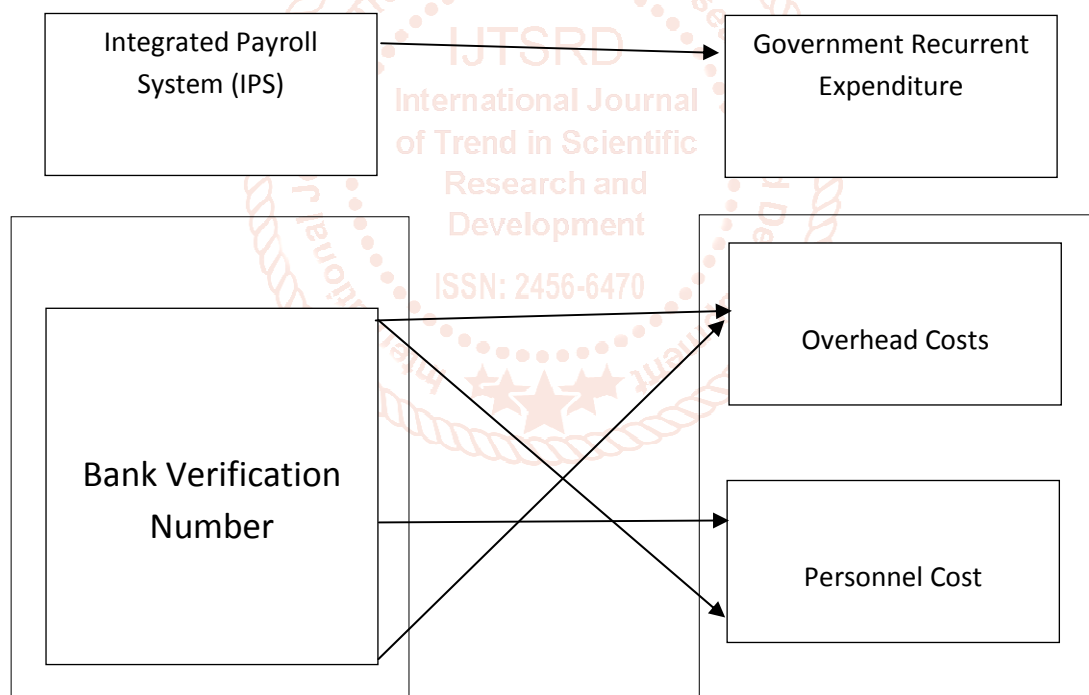 Integrated Payroll
System (IPS)
Government Recurrent
Expenditure
IJTSRD
International Journal
of Trend in Scientific
Research and
Development
ISSN: 2456-6470
Overhead Costs
Bank Verification
Number
Personnel Cost